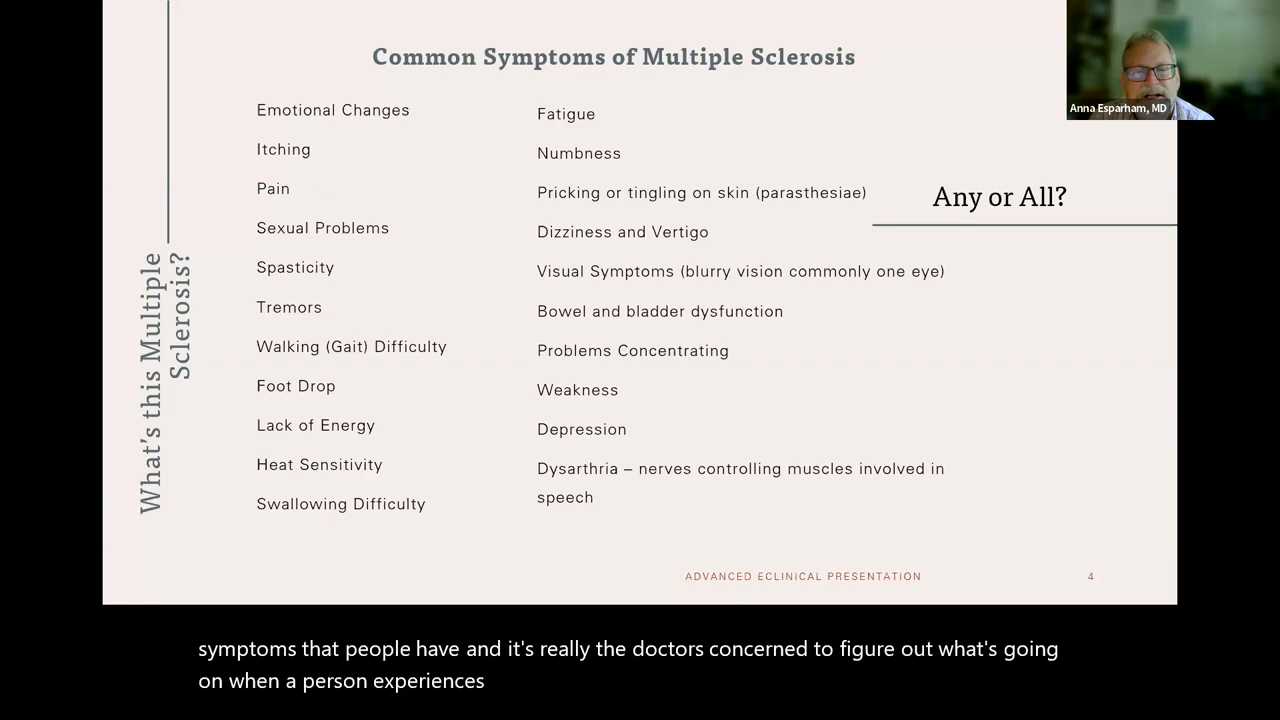 Common Symptoms of Multiple Sclerosis
Anna Esparham, MD
What's this Multiple
Sclerosis?
Emotional Changes
Itching
Pain
Sexual Problems
Spasticity
Tremors
Walking (Gait) Difficulty
Foot Drop
Lack of Energy
Heat Sensitivity
Swallowing Difficulty
Fatigue
Numbness
Pricking or tingling on skin (parasthesiae)
Dizziness and Vertigo
Visual Symptoms (blurry vision commonly one eye)
Bowel and bladder dysfunction
Problems Concentrating
Weakness
Depression
Dysarthria – nerves controlling muscles involved in
speech
Any or All?
ADVANCED ECLINICAL PRESENTATION
4
symptoms that people have and it's really the doctors concerned to figure out what's going
on when a person experiences